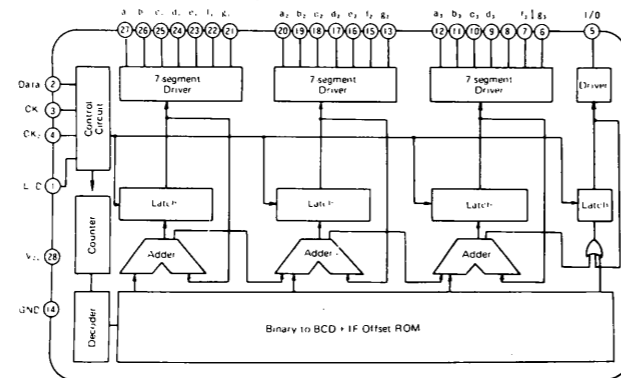 a b c₁ d₁ e₁ f₁ g₁ a₂ b₂ c₂ d₂ e₂ f₂ g₂ a₃ b₃ c₃ d₃ f₃ g₃ I/O
27 26 25 24 23 22 21 20 19 18 17 16 15 13 12 11 10 9 8 7 6 5
7-segment Driver
7-segment Driver
7-segment Driver
Driver
Data 2
CK 3
CK₂ 4
1
28
GND 14
Control Circuit
Counter
Decoder
Latch
Latch
Latch
Latch
Adder
Adder
Adder
Binary to BCD + IF Offset ROM